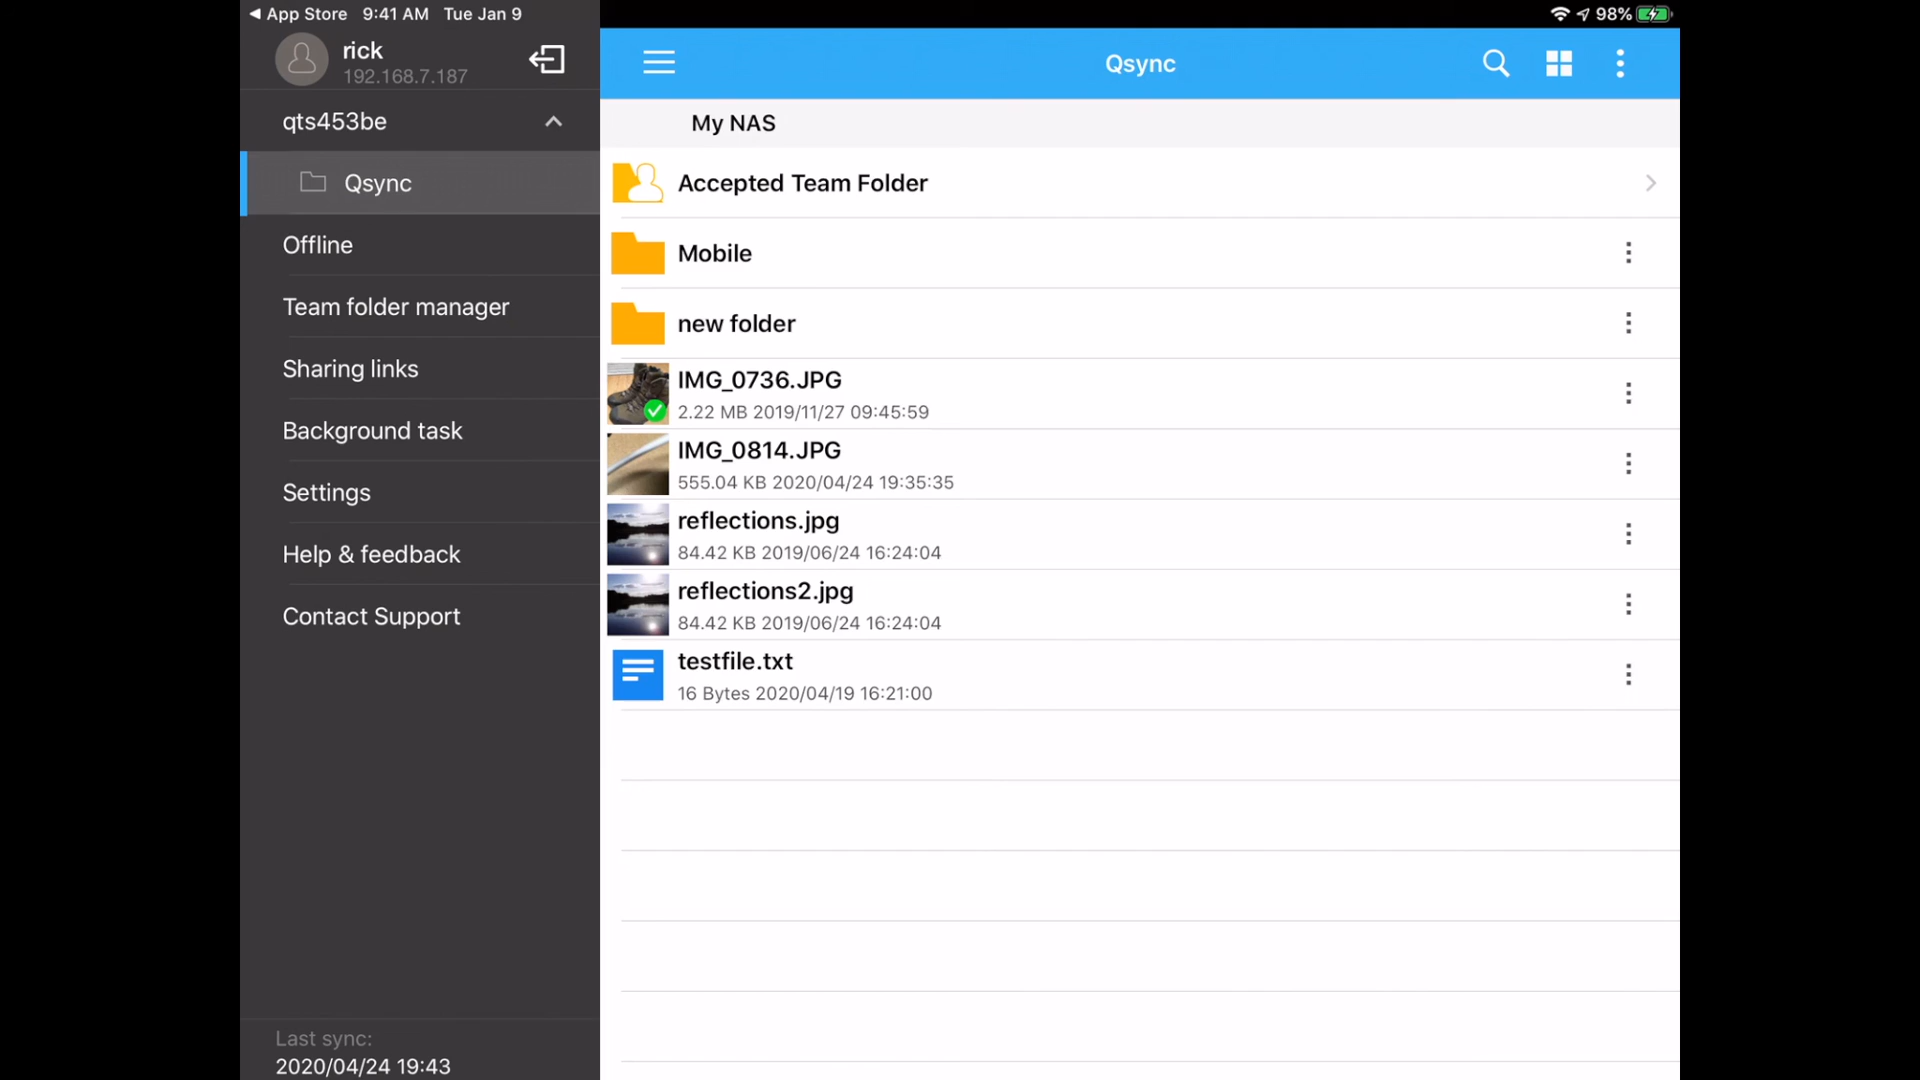 App Store 9:41 AM Tue Jan 9
98%
rick
192.168.7.187
qts453be
Qsync
Offline
Team folder manager
Sharing links
Background task
Settings
Help & feedback
Contact Support
Last sync:
2020/04/24 19:43
Qsync
My NAS
Accepted Team Folder
Mobile
new folder
IMG_0736.JPG
2.22 MB 2019/11/27 09:45:59
IMG_0814.JPG
555.04 KB 2020/04/24 19:35:35
reflections.jpg
84.42 KB 2019/06/24 16:24:04
reflections2.jpg
84.42 KB 2019/06/24 16:24:04
testfile.txt
16 Bytes 2020/04/19 16:21:00